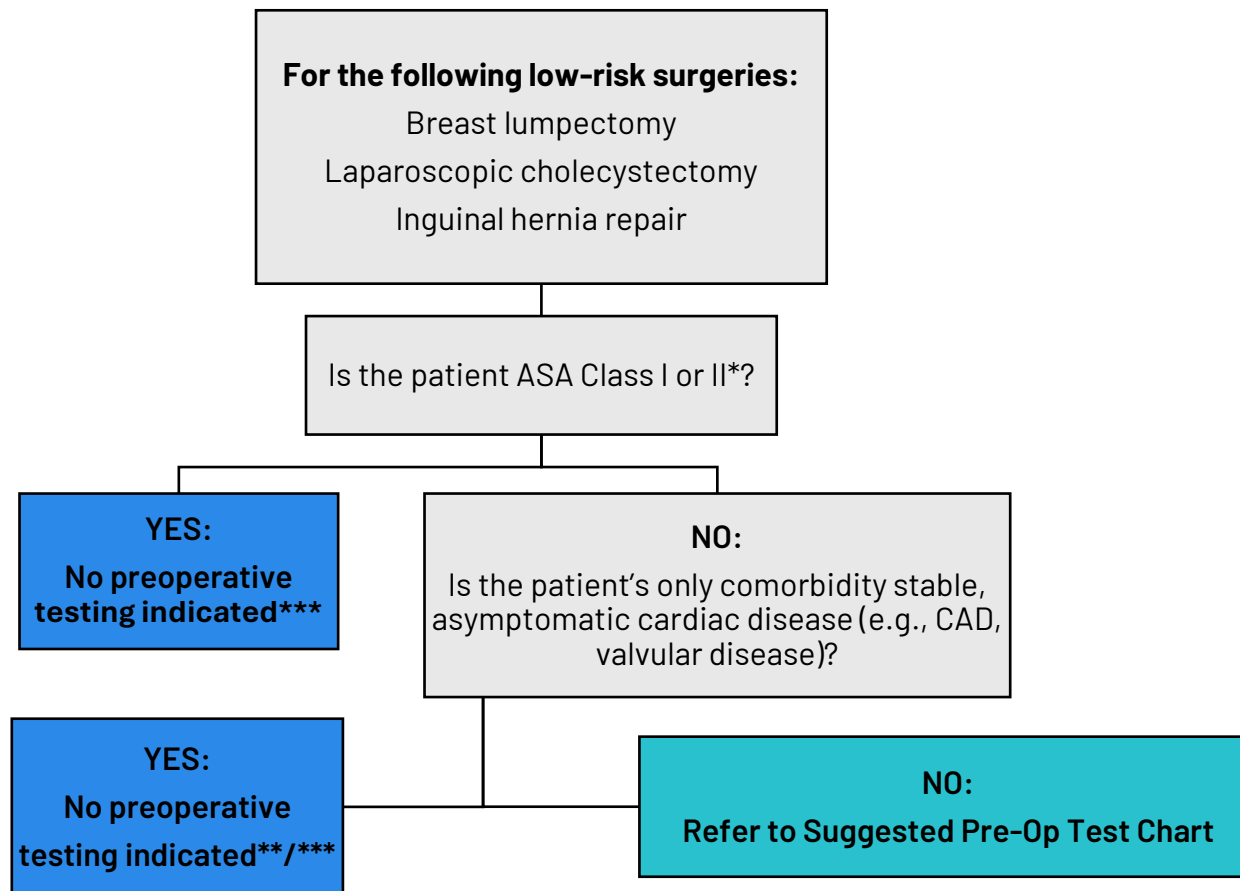 For the following low-risk surgeries:
Breast lumpectomy
Laparoscopic cholecystectomy
Inguinal hernia repair
Is the patient ASA Class I or II*?
YES:
No preoperative
testing indicated***
NO:
Is the patient’s only comorbidity stable,
asymptomatic cardiac disease (e.g., CAD,
valvular disease)?
YES:
No preoperative
testing indicated**/***
NO:
Refer to Suggested Pre-Op Test Chart